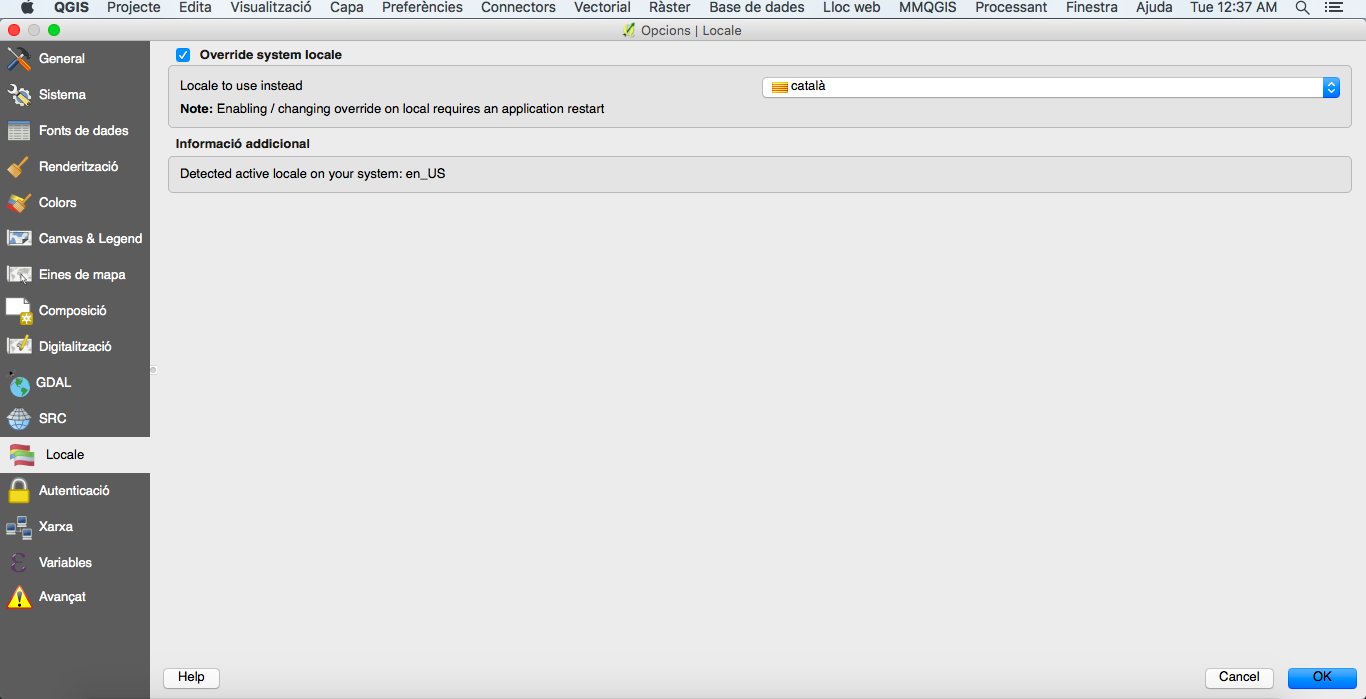 QGIS Projecte Edita Visualització Capa Preferències Connectors Vectorial Ràster Base de dades Lloc web MMQGIS Processant Finestra Ajuda Tue 12:37 AM
Opcions | Locale
General
Sistema
Fonts de dades
Renderització
Colors
Canvas & Legend
Eines de mapa
Composició
Digitalització
GDAL
SRC
Locale
Autenticació
Xarxa
Variables
Avançat
Override system locale
Locale to use instead
català
Note: Enabling / changing override on local requires an application restart
Informació addicional
Detected active locale on your system: en_US
Help
Cancel
OK